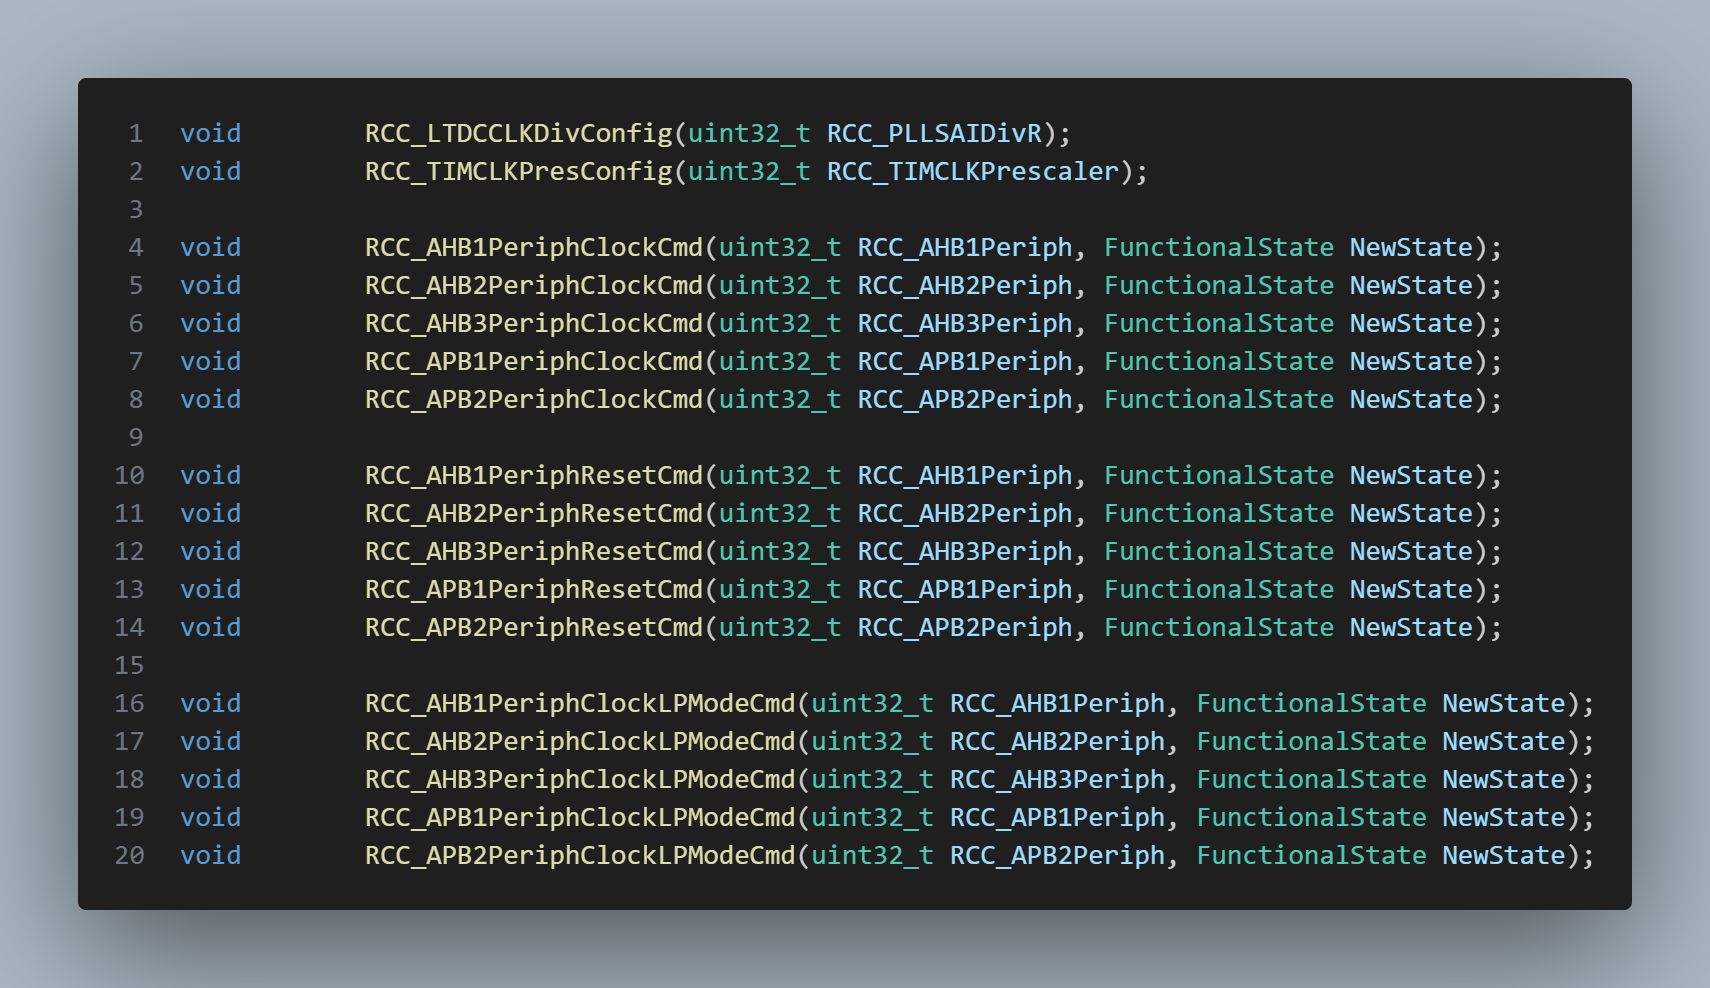 1 void        RCC_LTDCCLKDivConfig(uint32_t RCC_PLLSAIDivR);
2 void        RCC_TIMCLKPresConfig(uint32_t RCC_TIMCLKPrescaler);
3
4 void        RCC_AHB1PeriphClockCmd(uint32_t RCC_AHB1Periph, FunctionalState NewState);
5 void        RCC_AHB2PeriphClockCmd(uint32_t RCC_AHB2Periph, FunctionalState NewState);
6 void        RCC_AHB3PeriphClockCmd(uint32_t RCC_AHB3Periph, FunctionalState NewState);
7 void        RCC_APB1PeriphClockCmd(uint32_t RCC_APB1Periph, FunctionalState NewState);
8 void        RCC_APB2PeriphClockCmd(uint32_t RCC_APB2Periph, FunctionalState NewState);
9
10 void        RCC_AHB1PeriphResetCmd(uint32_t RCC_AHB1Periph, FunctionalState NewState);
11 void        RCC_AHB2PeriphResetCmd(uint32_t RCC_AHB2Periph, FunctionalState NewState);
12 void        RCC_AHB3PeriphResetCmd(uint32_t RCC_AHB3Periph, FunctionalState NewState);
13 void        RCC_APB1PeriphResetCmd(uint32_t RCC_APB1Periph, FunctionalState NewState);
14 void        RCC_APB2PeriphResetCmd(uint32_t RCC_APB2Periph, FunctionalState NewState);
15
16 void        RCC_AHB1PeriphClockLPModeCmd(uint32_t RCC_AHB1Periph, FunctionalState NewState);
17 void        RCC_AHB2PeriphClockLPModeCmd(uint32_t RCC_AHB2Periph, FunctionalState NewState);
18 void        RCC_AHB3PeriphClockLPModeCmd(uint32_t RCC_AHB3Periph, FunctionalState NewState);
19 void        RCC_APB1PeriphClockLPModeCmd(uint32_t RCC_APB1Periph, FunctionalState NewState);
20 void        RCC_APB2PeriphClockLPModeCmd(uint32_t RCC_APB2Periph, FunctionalState NewState);